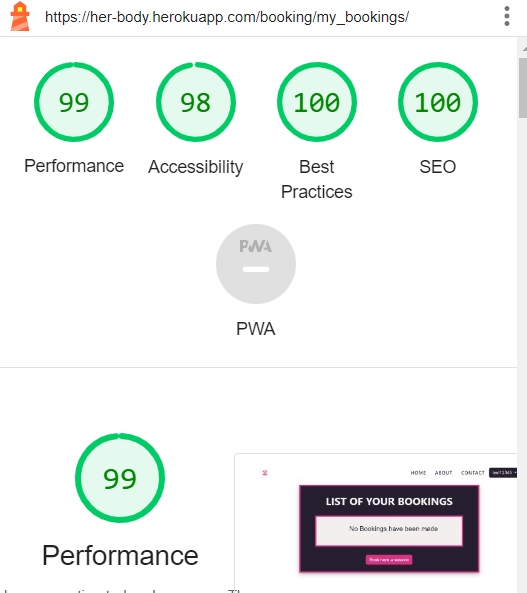 https://her-body.herokuapp.com/booking/my_bookings/
99
98
100
100
Performance
Accessibility
Best
Practices
SEO
PWA
PWA
99
Performance
HOME ABOUT CONTACT
LIST OF YOUR BOOKINGS
No Bookings have been made
Book here a session